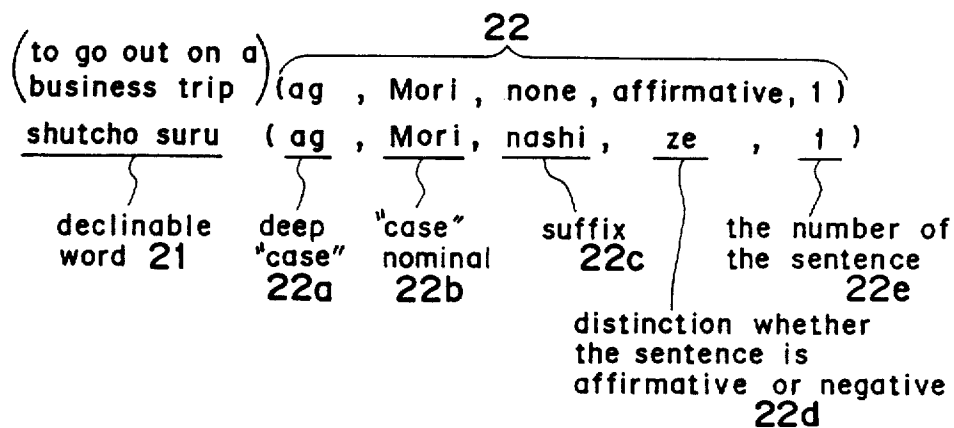 22
(to go out on a
business trip) (ag , Mori , none , affirmative, 1)
shutcho suru ( ag , Mori, nashi , ze , 1 )
declinable word 21
deep "case" 22a
"case" nominal 22b
suffix 22c
the number of the sentence 22e
distinction whether
the sentence is
affirmative or negative
22d